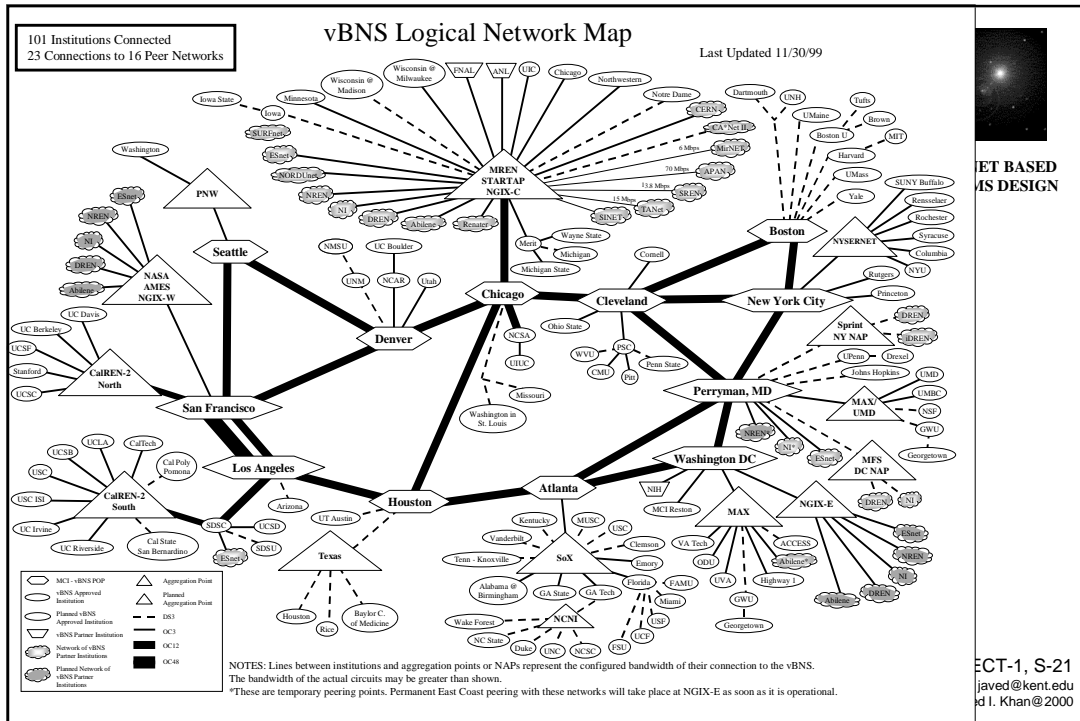 101 Institutions Connected
23 Connections to 16 Peer Networks
vBNS Logical Network Map
Last Updated 11/30/99
Iowa State
Iowa
Minnesota
Wisconsin @
Madison
Wisconsin @
Milwaukee
FNAL
ANL
UIC
Chicago
Northwestern
Notre Dame
CERN
CA*Net II
6 Mbps
MirNET
70 Mbps
APAN
13.8 Mbps
SREN
15 Mbps
TANet
SINET
SURFnet
ESnet
NORDUnet
NREN
NI
DREN
Abilene
Renater
MREN
STARTAP
NGIX-C
Merit
Wayne State
Michigan
Michigan State
Dartmouth
UNH
UMaine
Boston U
Tufts
Brown
MIT
Harvard
UMass
Yale
Boston
SUNY Buffalo
Rensselaer
Rochester
Syracuse
Columbia
NYU
NYSERNET
Washington
PNW
Seattle
ESnet
NREN
NI
DREN
Abilene
NASA
AMES
NGIX-W
NMSU
UNM
UC Boulder
NCAR
Utah
Denver
Chicago
NCSA
UIUC
Missouri
Washington in
St. Louis
Cornell
Cleveland
Ohio State
PSC
WVU
CMU
Pitt
Penn State
New York City
Rutgers
Princeton
Sprint
NY NAP
DREN
iDREN
UPenn
Drexel
Johns Hopkins
UC Davis
UC Berkeley
UCSF
Stanford
UCSC
CalREN-2
North
San Francisco
Perryman, MD
MAX/
UMD
UMD
UMBC
NSF
GWU
Georgetown
NREN*
NI*
ESnet
MFS
DC NAP
DREN
NI
UCSB
UCLA
CalTech
Cal Poly
Pomona
USC
USC ISI
UC Irvine
UC Riverside
Cal State
San Bernardino
CalREN-2
South
Los Angeles
SDSC
UCSD
SDSU
ESnet
Arizona
Houston
UT Austin
Texas
Houston
Rice
Baylor C.
of Medicine
Atlanta
Kentucky
MUSC
USC
Vanderbilt
Clemson
Tenn - Knoxville
Emory
SoX
Alabama @
Birmingham
GA State
GA Tech
Florida
FAMU
Miami
USF
UCF
FSU
NCNI
Wake Forest
NC State
Duke
UNC
NCSC
Washington DC
NIH
MCI Reston
MAX
VA Tech
ODU
UVA
GWU
Georgetown
ACCESS
Abilene*
Highway 1
NGIX-E
ESnet
NREN
NI
DREN
Abilene
MCI - vBNS POP
vBNS Approved
Institution
Planned vBNS
Approved Institution
vBNS Partner Institution
Network of vBNS
Partner Institutions
Planned Network of
vBNS Partner
Institutions
Aggregation Point
Planned
Aggregation Point
DS3
OC3
OC12
OC48
NOTES: Lines between institutions and aggregation points or NAPs represent the configured bandwidth of their connection to the vBNS.
The bandwidth of the actual circuits may be greater than shown.
*These are temporary peering points. Permanent East Coast peering with these networks will take place at NGIX-E as soon as it is operational.
NET BASED
MS DESIGN
ECT-1, S-21
javed@kent.edu
ed I. Khan@2000